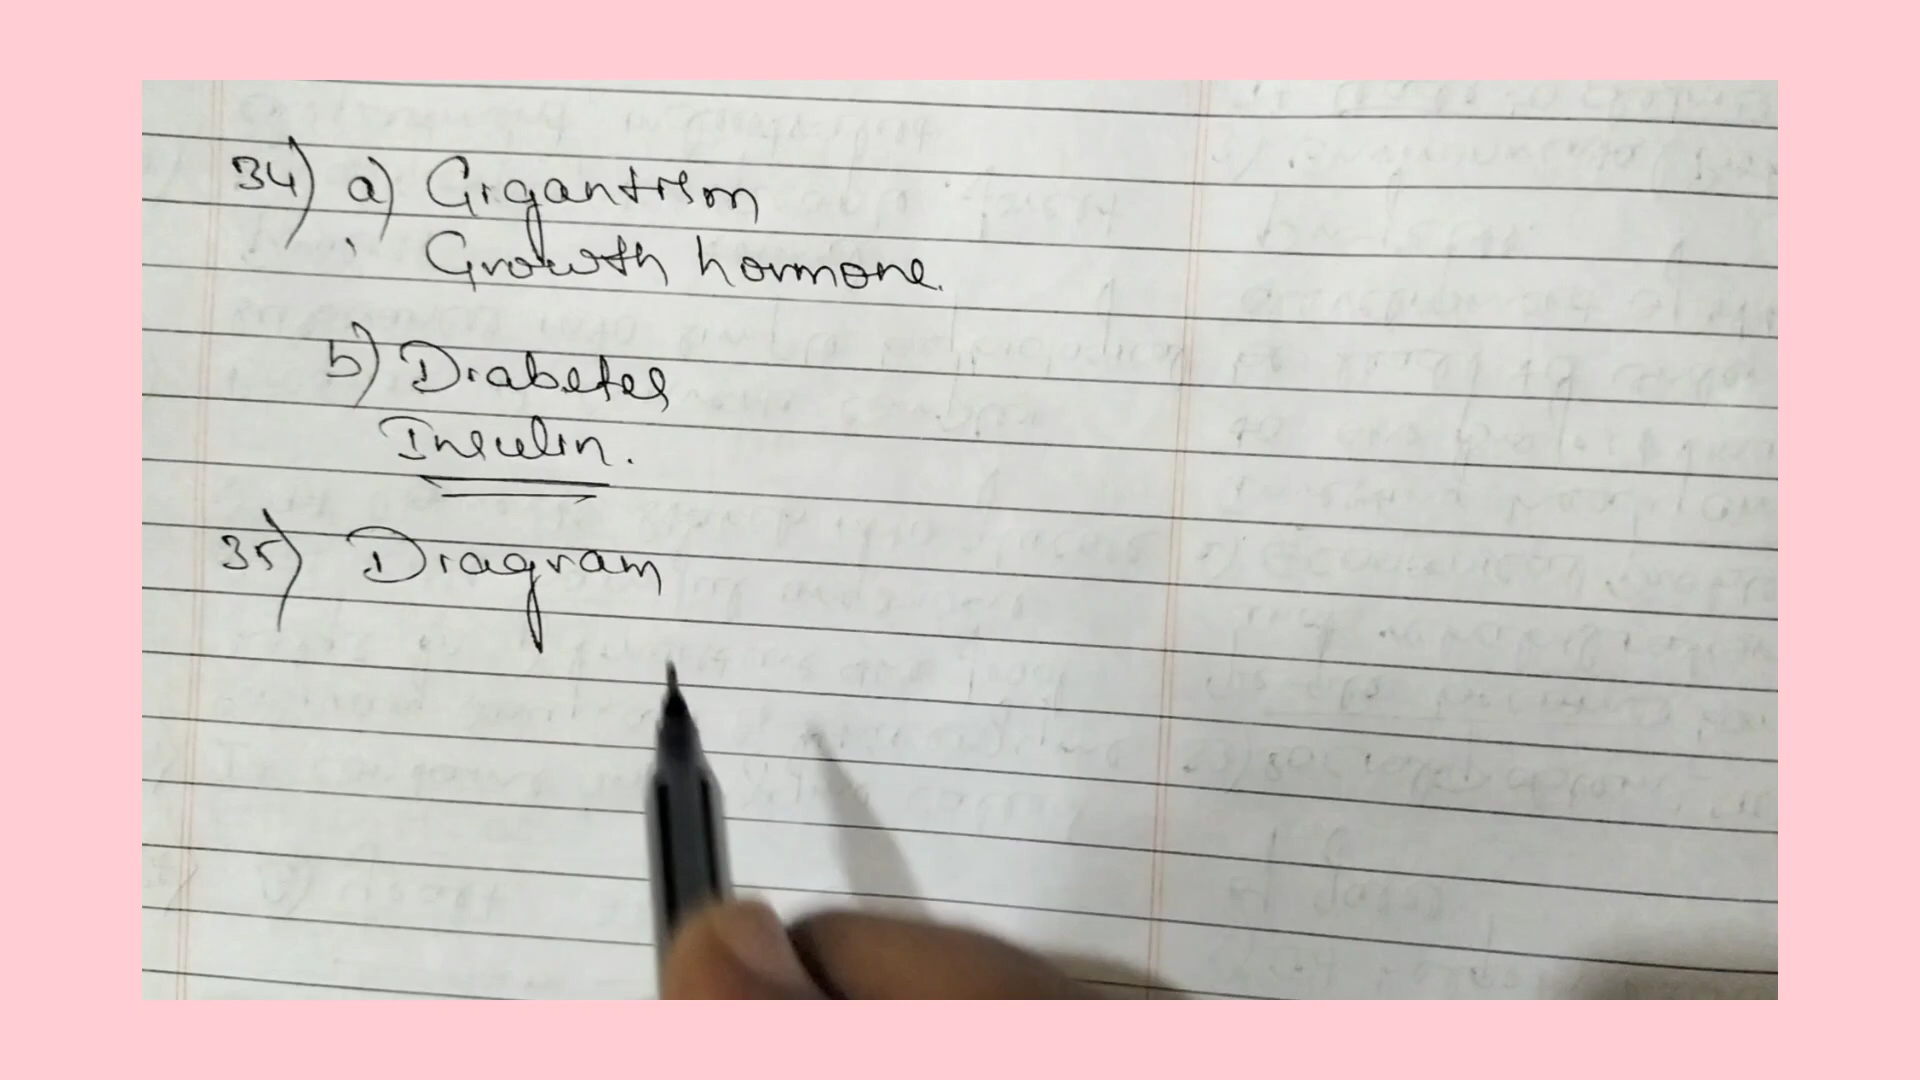 34) a) Gigantism
Growth hormone.
b) Diabetes
Insulin.
35) Diagram